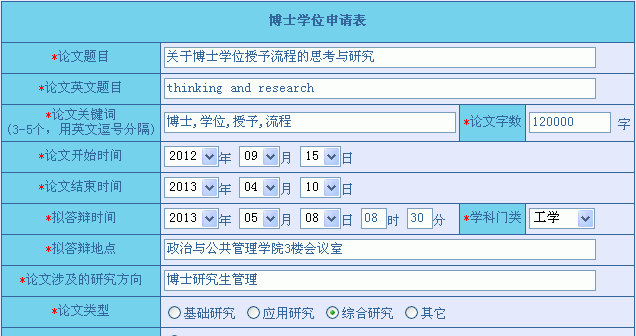 博士学位申请表
*论文题目 关于博士学位授予流程的思考与研究
*论文英文题目 thinking and research
*论文关键词
(3-5个，用英文逗号分隔) 博士,学位,授予,流程 *论文字数 120000 字
*论文开始时间 2012 年 09 月 15 日
*论文结束时间 2013 年 04 月 10 日
*拟答辩时间 2013 年 05 月 08 日 08 时 30 分 *学科门类 工学
*拟答辩地点 政治与公共管理学院3楼会议室
*论文涉及的研究方向 博士研究生管理
*论文类型 基础研究 应用研究 综合研究 其它